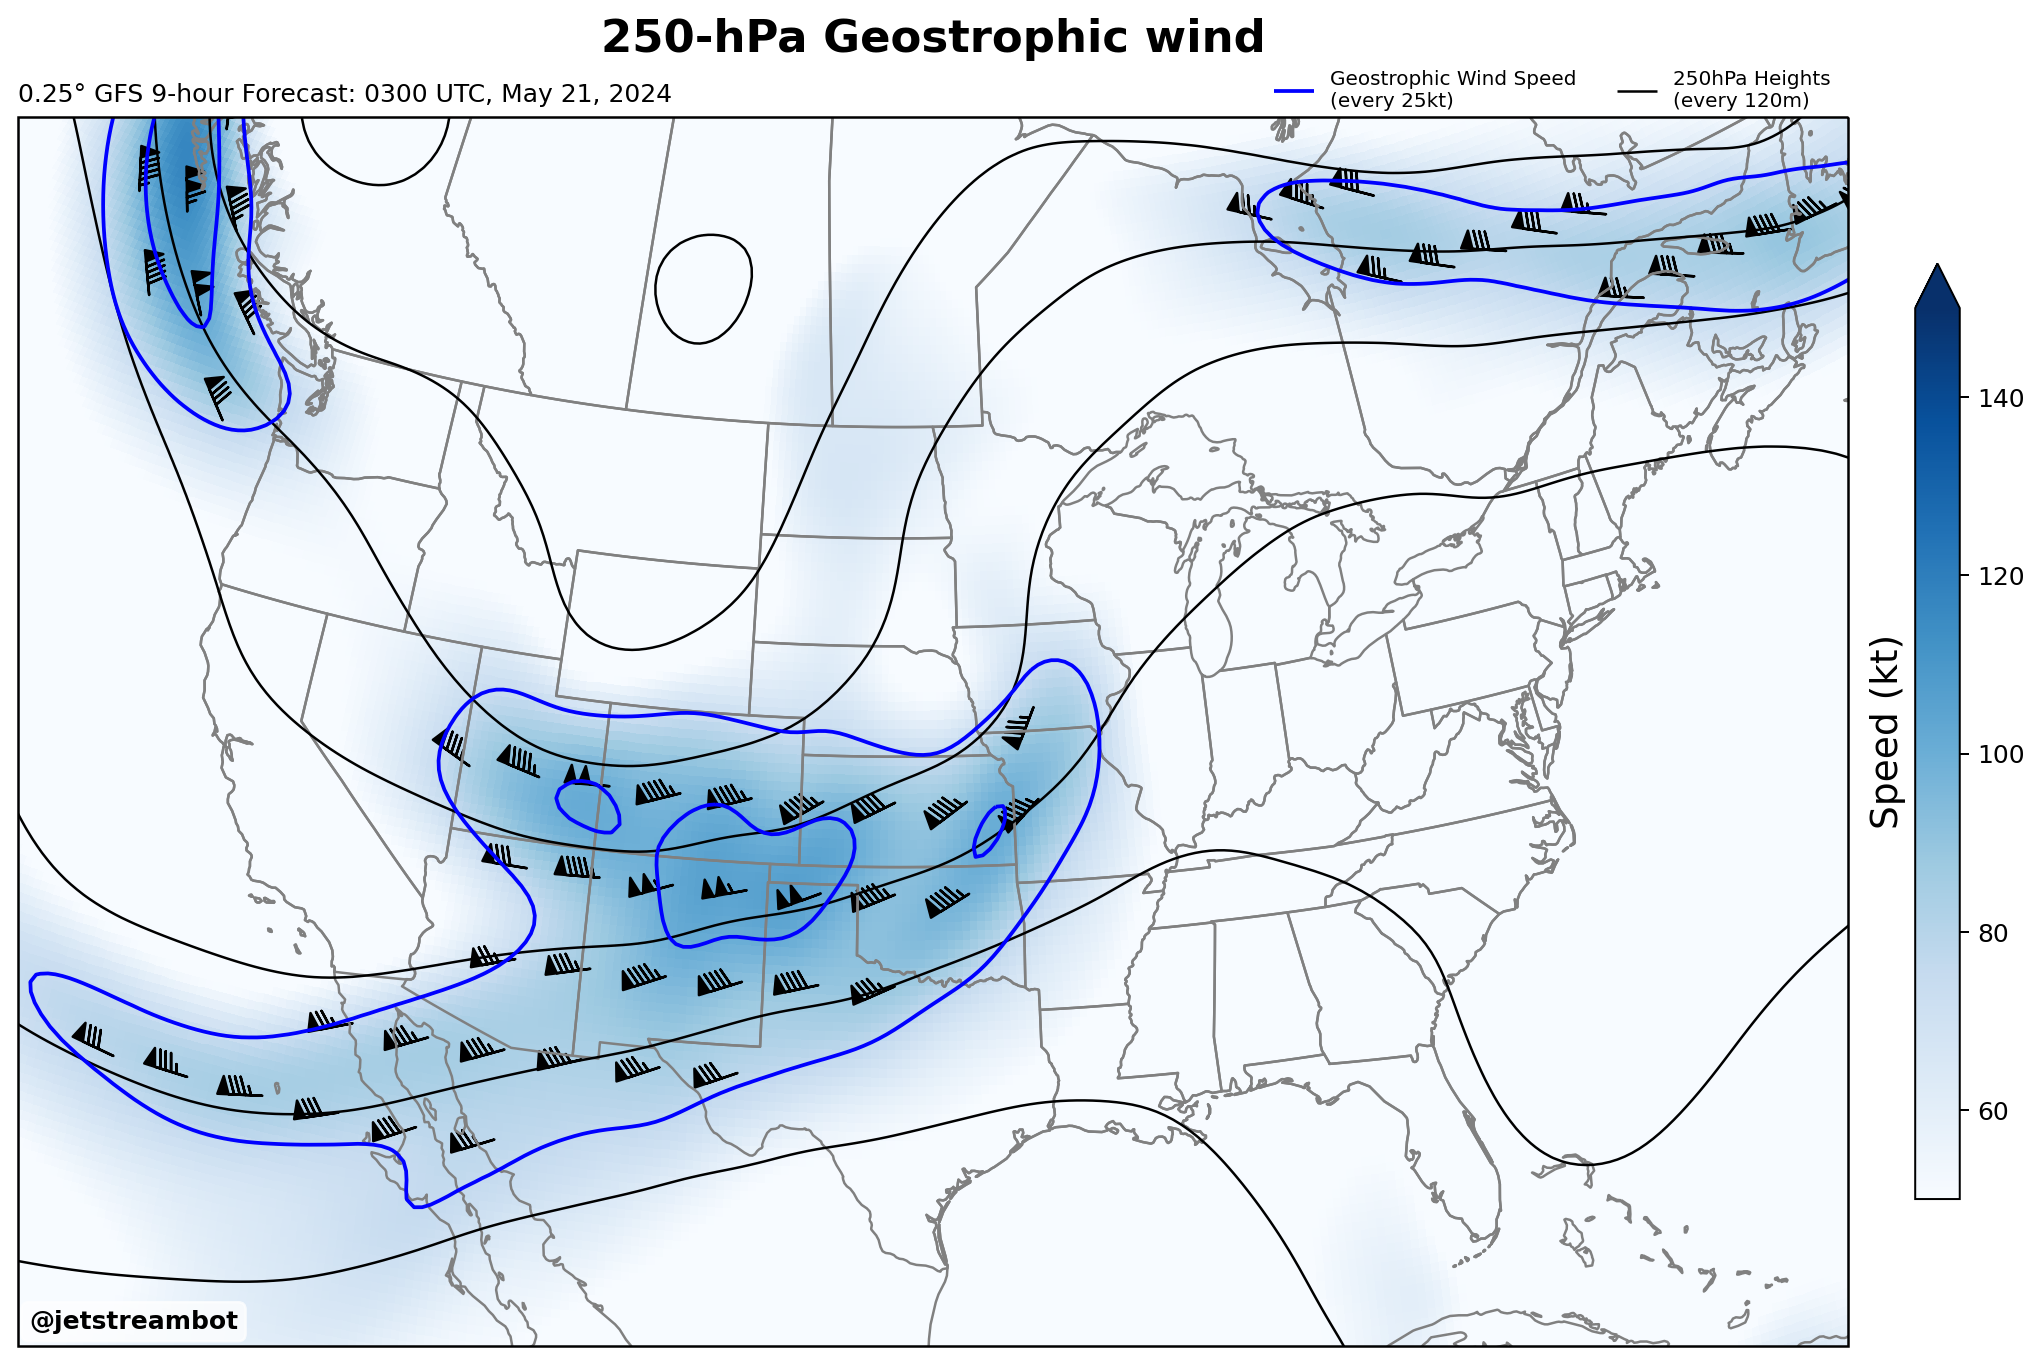 250-hPa Geostrophic wind
0.25° GFS 9-hour Forecast: 0300 UTC, May 21, 2024
Geostrophic Wind Speed
(every 25kt)
250hPa Heights
(every 120m)
140
120
100
80
60
Speed (kt)
@jetstreambot